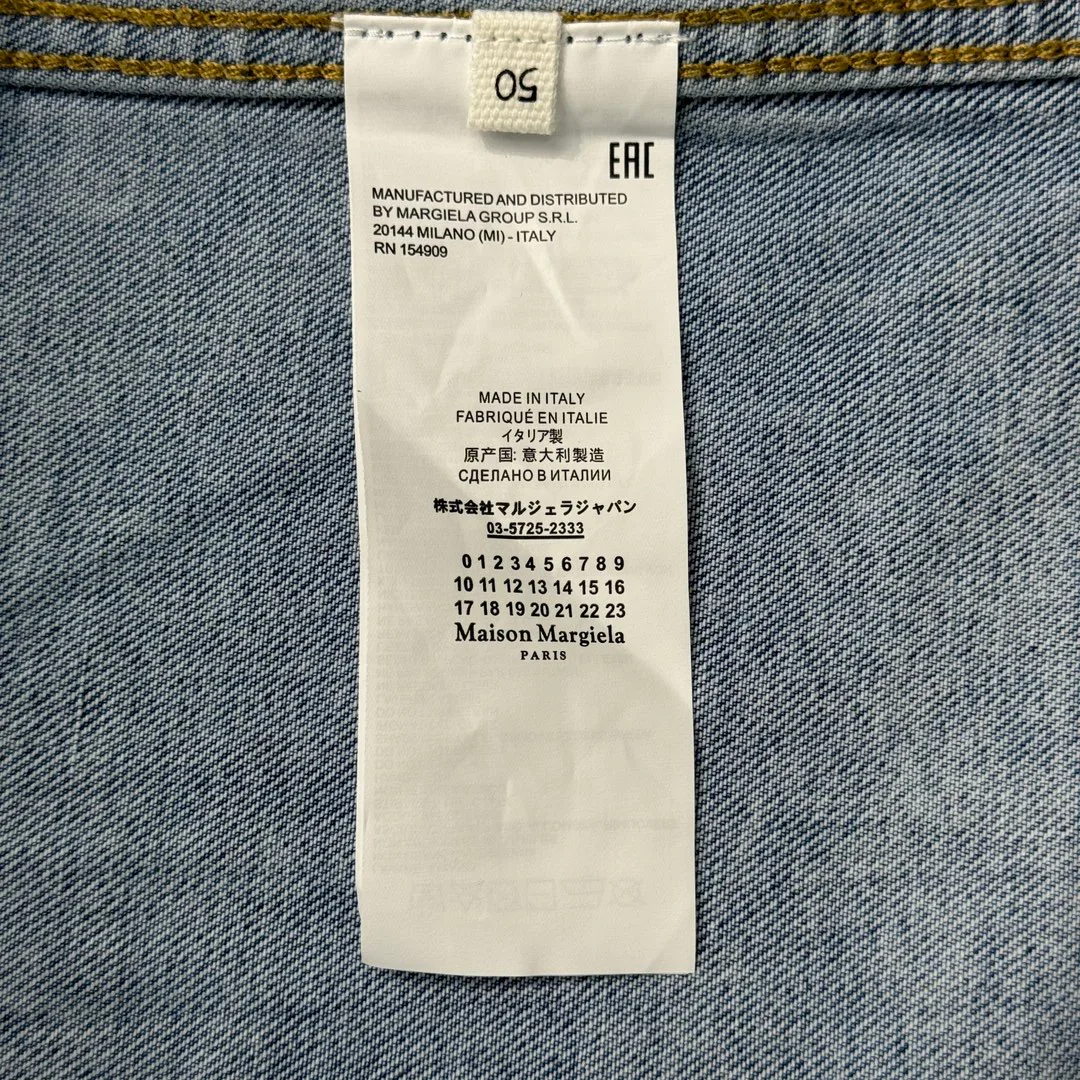 50
EAC
MANUFACTURED AND DISTRIBUTED
BY MARGIELA GROUP S.R.L.
20144 MILANO (MI) - ITALY
RN 154909
MADE IN ITALY
FABRIQUÉ EN ITALIE
イタリア製
原产国: 意大利製造
СДЕЛАНО В ИТАЛИИ
株式会社マルジェラジャパン
03-5725-2333
0 1 2 3 4 5 6 7 8 9
10 11 12 13 14 15 16
17 18 19 20 21 22 23
Maison Margiela
PARIS